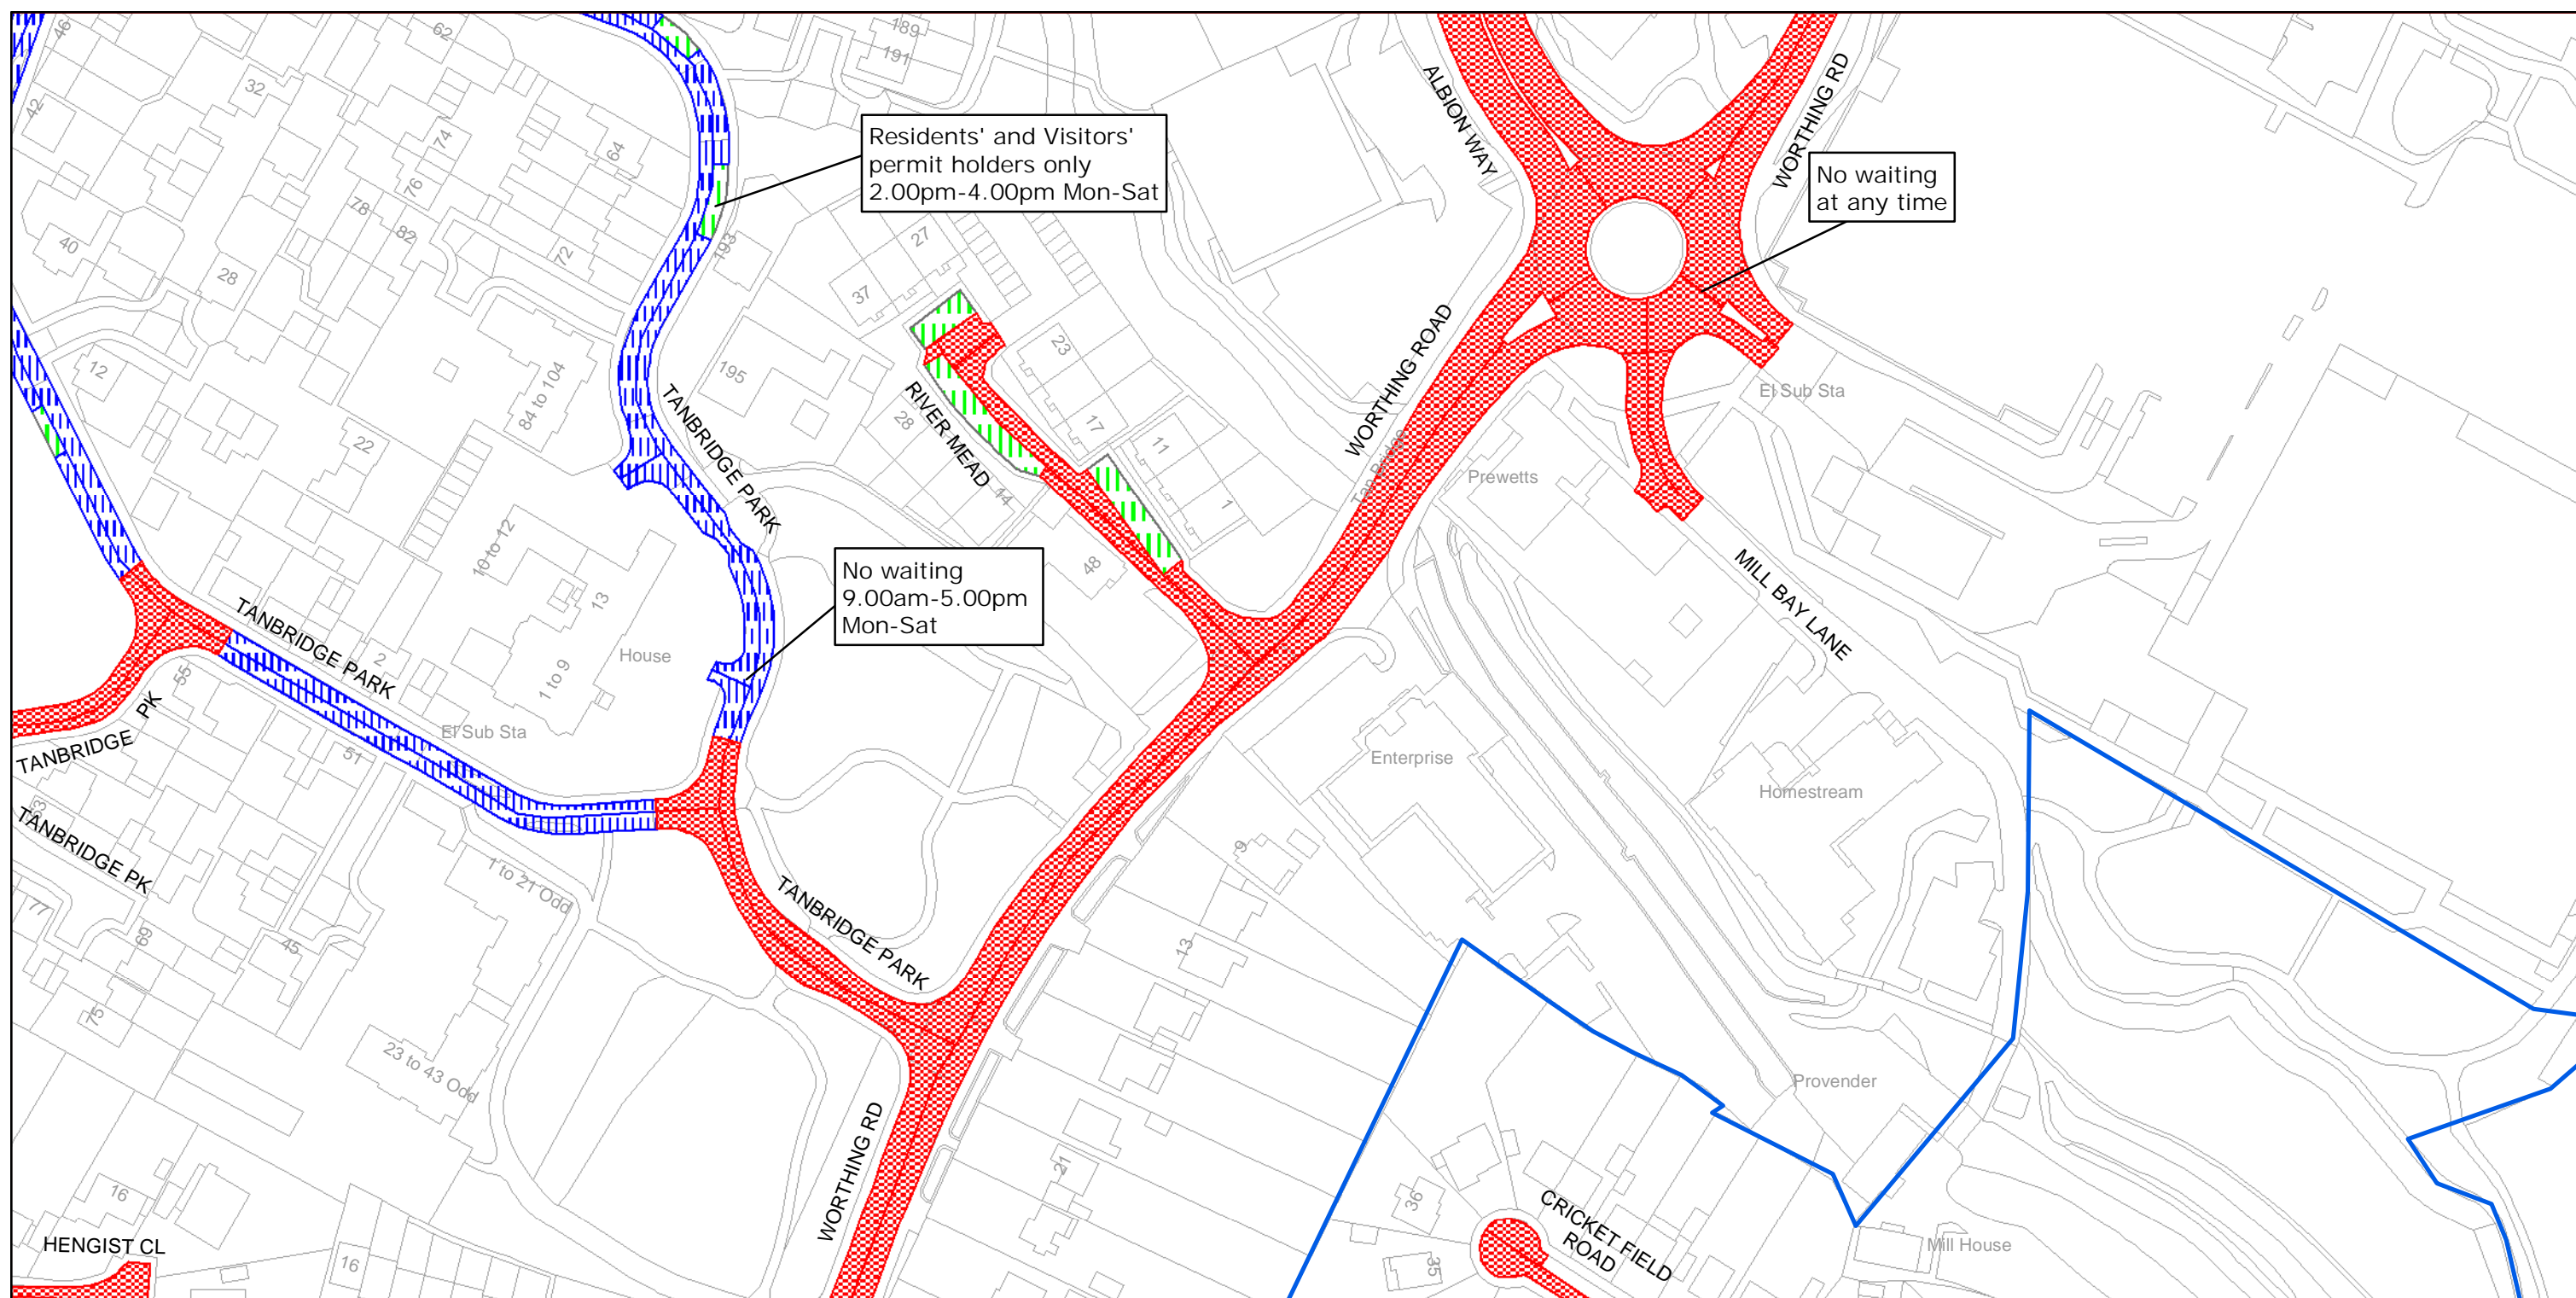 46
62
189
191
32
42
74
64
76
78
82
72
40
28
Residents' and Visitors'
permit holders only
2.00pm-4.00pm Mon-Sat
ALBION WAY
WORTHING RD
No waiting
at any time
193
27
37
23
195
12
84 to 104
22
TANBRIDGE PARK
28
RIVER MEAD
17
11
1
44
48
WORTHING ROAD
Tan Bridge
Prewetts
El Sub Sta
MILL BAY LANE
10 to 12
13
House
1 to 9
2
No waiting
9.00am-5.00pm
Mon-Sat
TANBRIDGE PARK
55
TANBRIDGE
PK
El Sub Sta
51
53
TANBRIDGE PK
77
69
45
75
1 to 21 Odd
23 to 43 Odd
TANBRIDGE PARK
Enterprise
Homestream
9
13
21
WORTHING RD
Provender
Mill House
36
35
35
CRICKET FIELD
ROAD
16
HENGIST CL
16